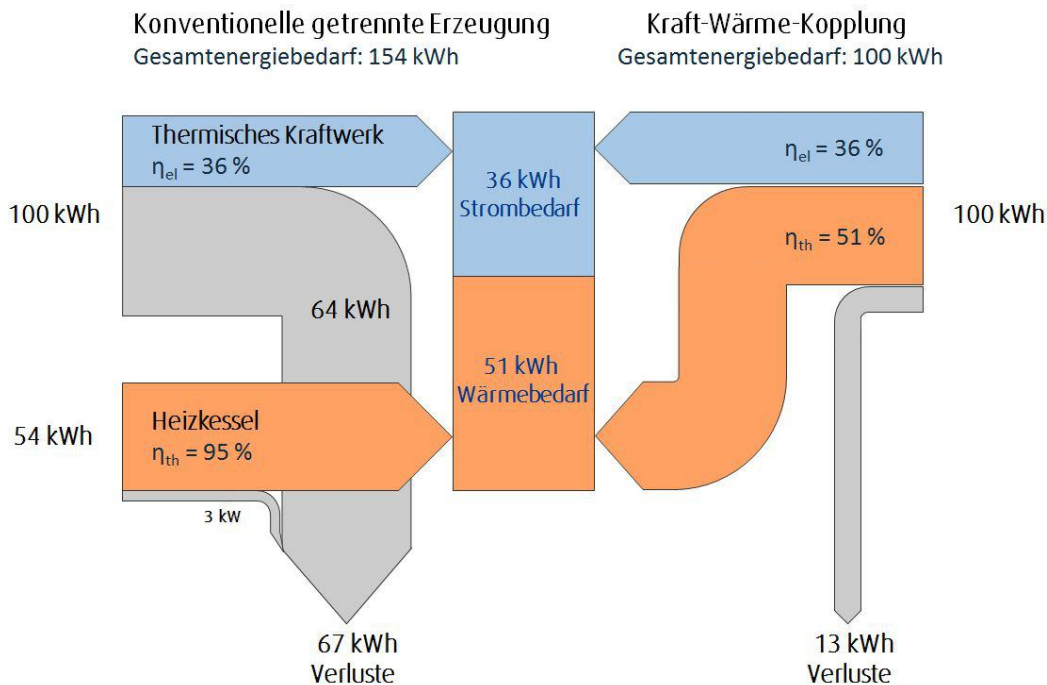 Konventionelle getrennte Erzeugung
Gesamtenergiebedarf: 154 kWh
Kraft-Wärme-Kopplung
Gesamtenergiebedarf: 100 kWh
Thermisches Kraftwerk
ηel = 36 %
100 kWh
64 kWh
Heizkessel
ηth = 95 %
54 kWh
3 kW
67 kWh
Verluste
36 kWh
Strombedarf
51 kWh
Wärmebedarf
ηel = 36 %
ηth = 51 %
100 kWh
13 kWh
Verluste